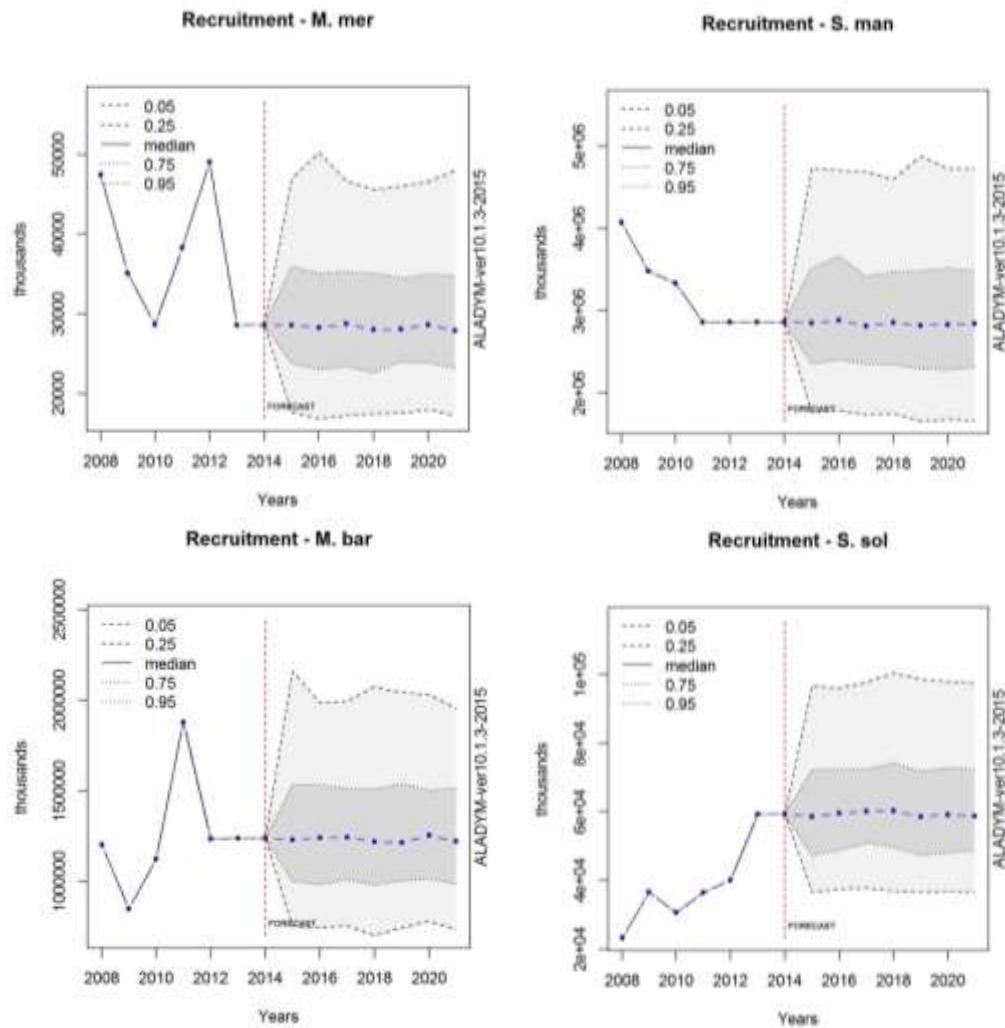 Recruitment - M. mer
0.05
0.25
median
0.75
0.95
thousands
50000
40000
30000
20000
FORECAST
2008 2010 2012 2014 2016 2018 2020
Years
ALADYM-ver10.1.3-2015
Recruitment - S. man
0.05
0.25
median
0.75
0.95
thousands
5e+06
4e+06
3e+06
2e+06
FORECAST
2008 2010 2012 2014 2016 2018 2020
Years
ALADYM-ver10.1.3-2015
Recruitment - M. bar
0.05
0.25
median
0.75
0.95
thousands
2500000
2000000
1500000
1000000
FORECAST
2008 2010 2012 2014 2016 2018 2020
Years
ALADYM-ver10.1.3-2015
Recruitment - S. sol
0.05
0.25
median
0.75
0.95
thousands
1e+05
8e+04
6e+04
4e+04
2e+04
FORECAST
2008 2010 2012 2014 2016 2018 2020
Years
ALADYM-ver10.1.3-2015